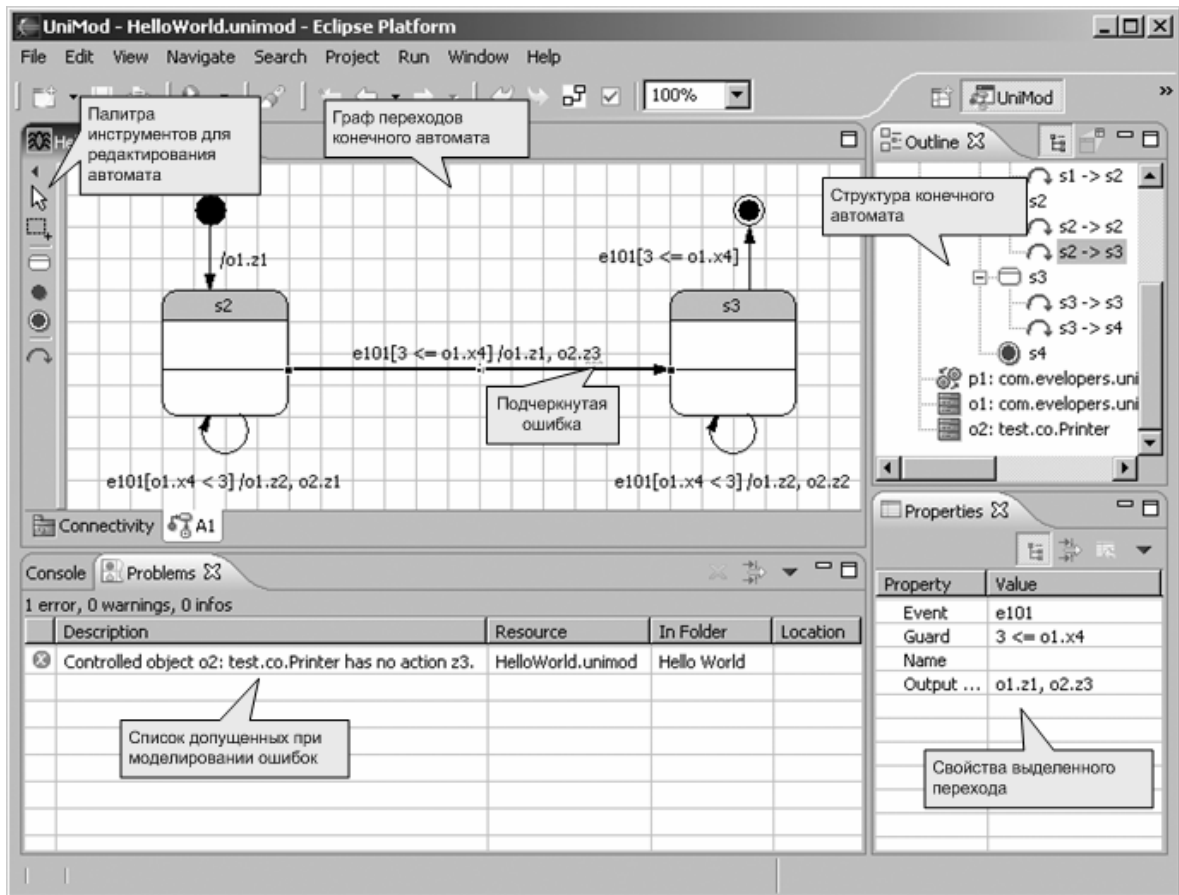 UniMod - HelloWorld.unimod - Eclipse Platform
File Edit View Navigate Search Project Run Window Help
100%
UniMod
»
Палитра
инструментов для
редактирования
автомата
Граф переходов
конечного автомата
He
/o1.z1
e101[3 <= o1.x4]
s2
s3
e101[3 <= o1.x4] /o1.z1, o2.z3
Подчеркнутая
ошибка
e101[o1.x4 < 3] /o1.z2, o2.z1
e101[o1.x4 < 3] /o1.z2, o2.z2
Connectivity A1
Outline
s1 -> s2
Структура конечного
автомата
s2
s2 -> s2
s2 -> s3
s3
s3 -> s3
s3 -> s4
s4
p1: com.evelopers.uni
o1: com.evelopers.uni
o2: test.co.Printer
Console Problems
1 error, 0 warnings, 0 infos
Description Resource In Folder Location
Controlled object o2: test.co.Printer has no action z3. HelloWorld.unimod Hello World
Список допущенных при
моделировании ошибок
Properties
Property Value
Event e101
Guard 3 <= o1.x4
Name
Output ... o1.z1, o2.z3
Свойства выделенного
перехода